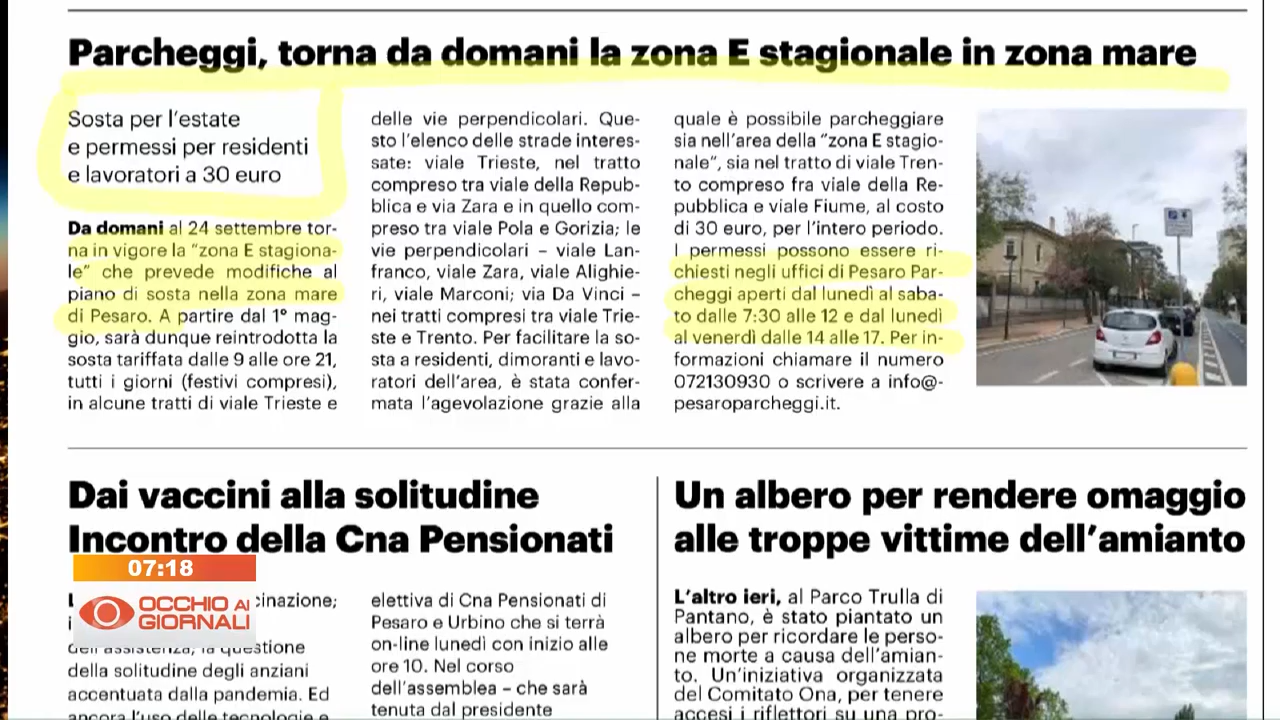 Parcheggi, torna da domani la zona E stagionale in zona mare
Sosta per l'estate
e permessi per residenti
e lavoratori a 30 euro
Da domani al 24 settembre tor-
na in vigore la "zona E stagiona-
le" che prevede modifiche al
piano di sosta nella zona mare
di Pesaro. A partire dal 1° mag-
gio, sarà dunque reintrodotta la
sosta tariffata dalle 9 alle ore 21,
tutti i giorni (festivi compresi),
in alcune tratti di viale Trieste e
delle vie perpendicolari. Que-
sto l'elenco delle strade interes-
sate: viale Trieste, nel tratto
compreso tra viale della Repub-
blica e via Zara e in quello com-
preso tra viale Pola e Gorizia; le
vie perpendicolari – viale Lan-
franco, viale Zara, viale Alighie-
ri, viale Marconi; via Da Vinci –
nei tratti compresi tra viale Trie-
ste e Trento. Per facilitare la so-
sta a residenti, dimoranti e lavo-
ratori dell'area, è stata confer-
mata l'agevolazione grazie alla
quale è possibile parcheggiare
sia nell'area della "zona E stagio-
nale", sia nel tratto di viale Tren-
to compreso fra viale della Re-
pubblica e viale Fiume, al costo
di 30 euro, per l'intero periodo.
I permessi possono essere ri-
chiesti negli uffici di Pesaro Par-
cheggi aperti dal lunedì al saba-
to dalle 7:30 alle 12 e dal lunedì
al venerdì dalle 14 alle 17. Per in-
formazioni chiamare il numero
072130930 o scrivere a info@-
pesaroparcheggi.it.
Dai vaccini alla solitudine
Incontro della Cna Pensionati
07:18
OCCHIO AI
GIORNALI
cinazione;
dell'assistenza, la questione
della solitudine degli anziani
accentuata dalla pandemia. Ed
ancora l'uso delle tecnologie e
elettiva di Cna Pensionati di
Pesaro e Urbino che si terrà
on-line lunedì con inizio alle
ore 10. Nel corso
dell'assemblea – che sarà
tenuta dal presidente
Un albero per rendere omaggio
alle troppe vittime dell'amianto
L'altro ieri, al Parco Trulla di
Pantano, è stato piantato un
albero per ricordare le perso-
ne morte a causa dell'amian-
to. Un'iniziativa organizzata
del Comitato Ona, per tenere
accesi i riflettori su una pro-